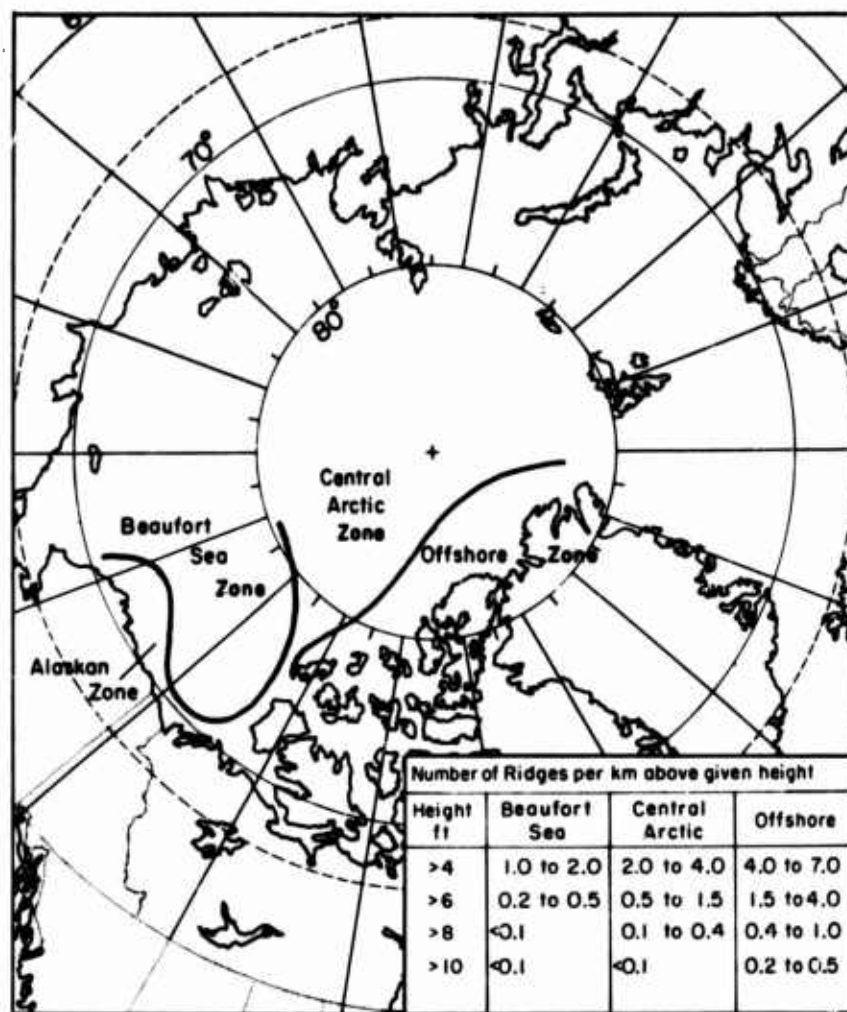 70°
80°
Central
Arctic
Zone
Beaufort
Sea
Zone
Offshore Zone
Alaskan
Zone
Number of Ridges per km above given height
Height ft Beaufort Sea Central Arctic Offshore
>4 1.0 to 2.0 2.0 to 4.0 4.0 to 7.0
>6 0.2 to 0.5 0.5 to 1.5 1.5 to 4.0
>8 <0.1 0.1 to 0.4 0.4 to 1.0
>10 <0.1 <0.1 0.2 to 0.5